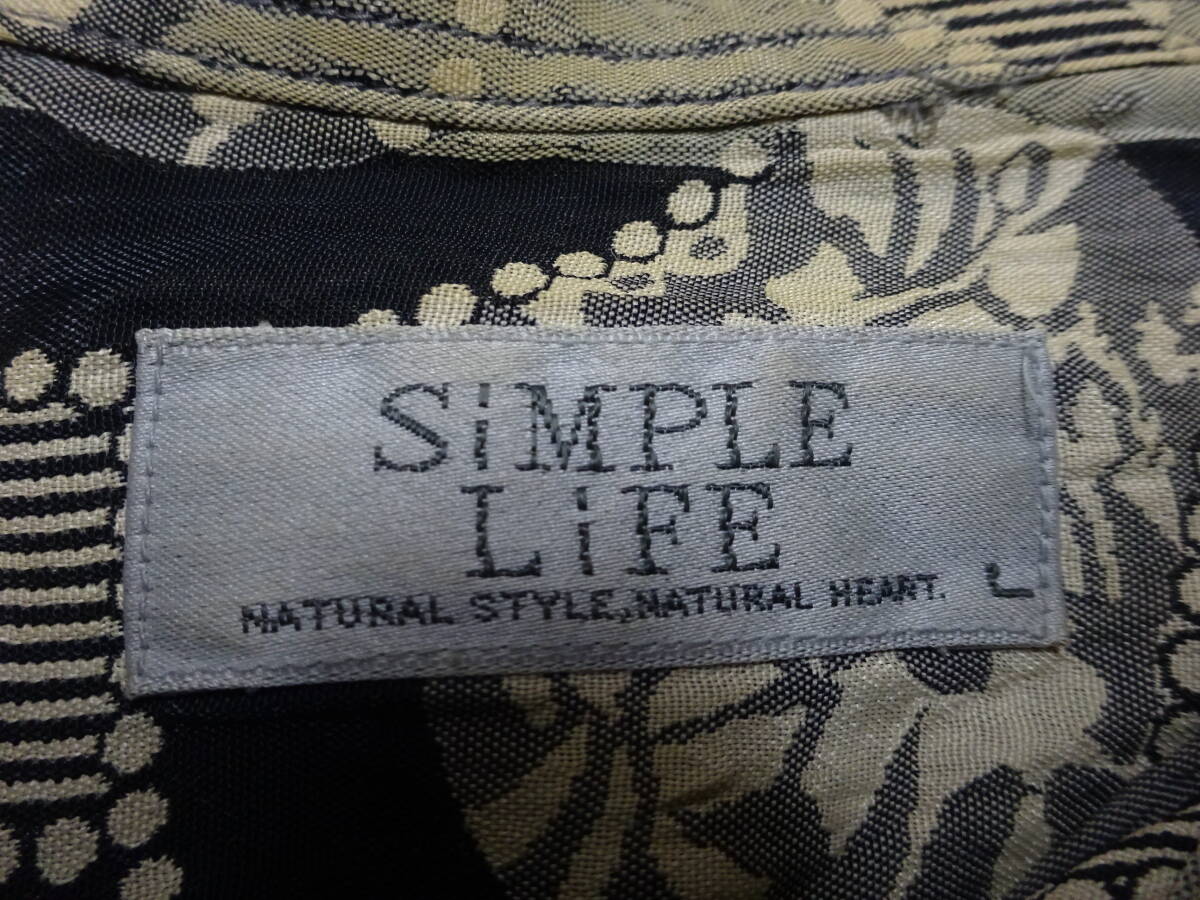 SiMPLE
LiFE
NATURAL STYLE,NATURAL HEART.
L